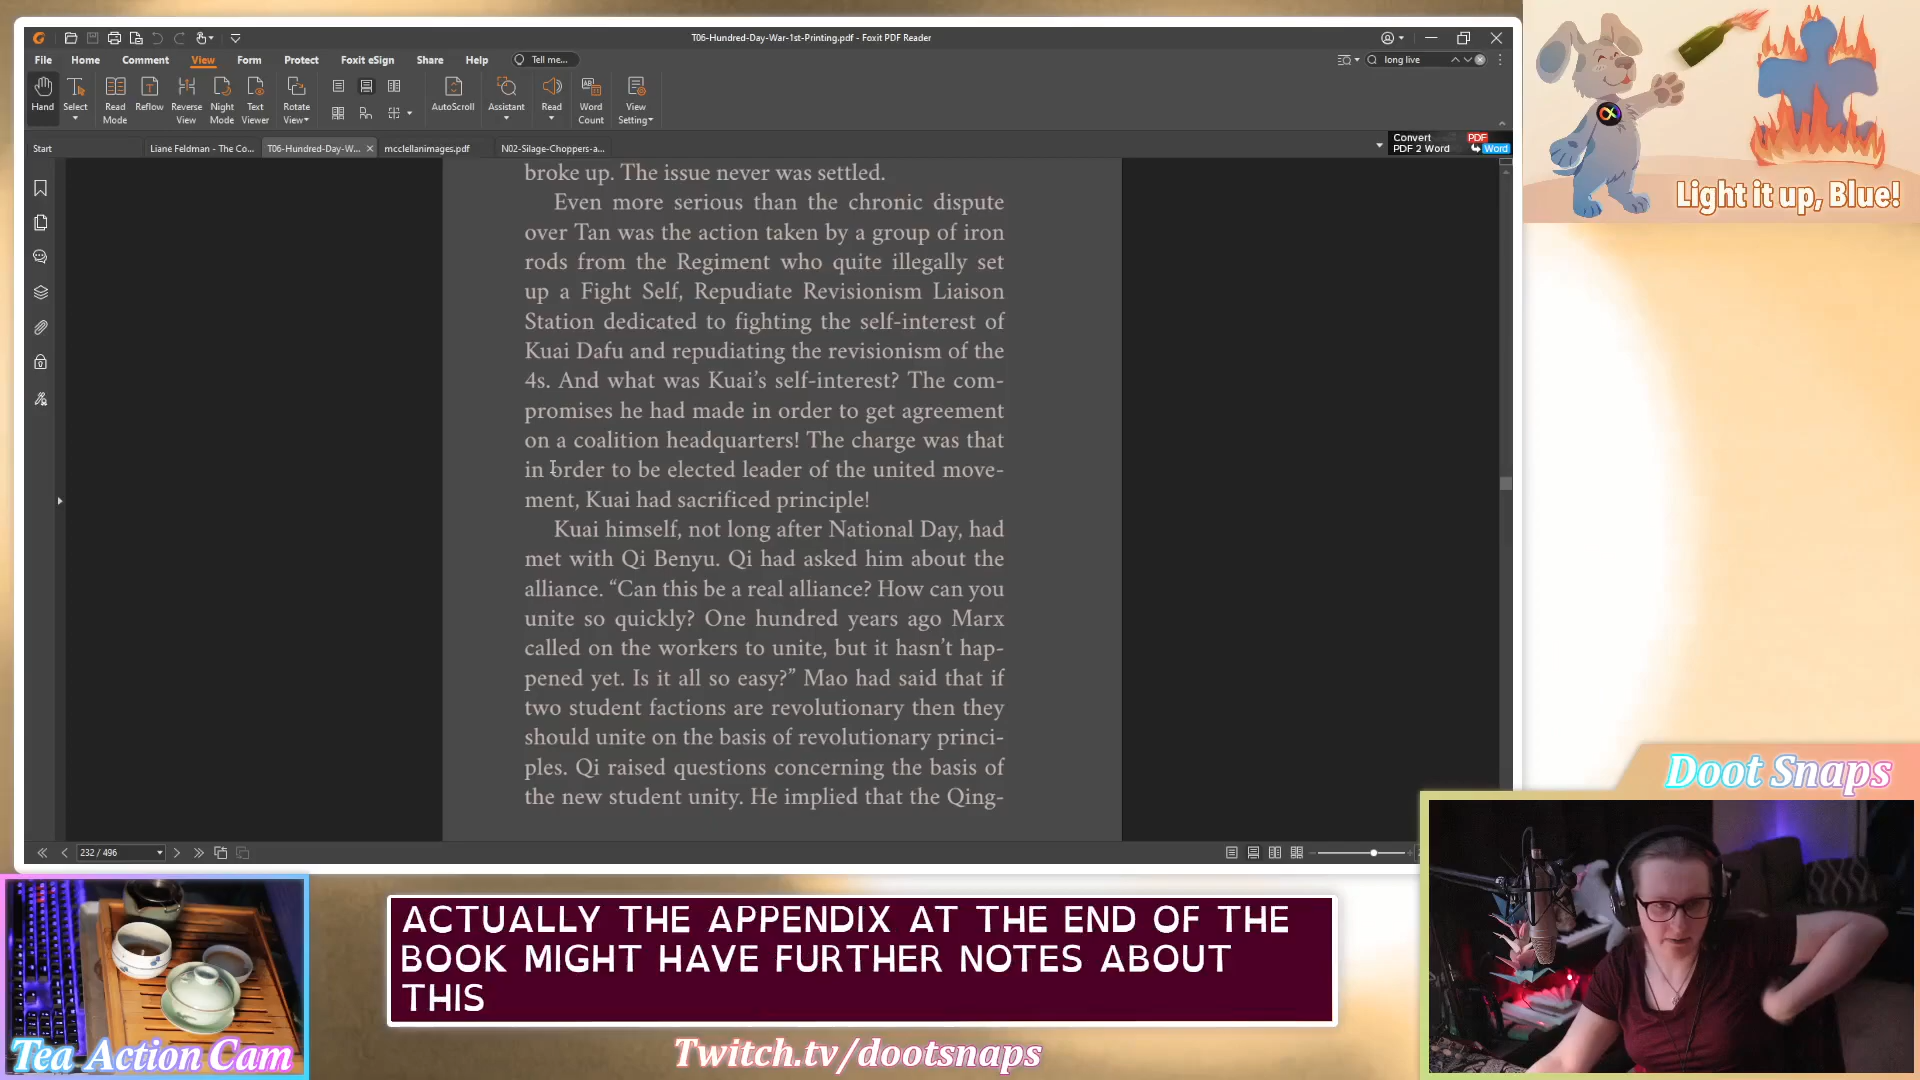 T06-Hundred-Day-War-1st-Printing.pdf - Foxit PDF Reader
File Home Comment View Form Protect Foxit eSign Share Help Tell me... long live
Hand Select Read Mode Reflow Reverse View Night Mode Text Viewer Rotate View AutoScroll Assistant Read Word Count View Setting
Start Liane Feldman - The Co... T06-Hundred-Day-W... mcclellanimages.pdf N02-Silage-Choppers-a... Convert PDF 2 Word PDF Word
broke up. The issue never was settled.
Even more serious than the chronic dispute
over Tan was the action taken by a group of iron
rods from the Regiment who quite illegally set
up a Fight Self, Repudiate Revisionism Liaison
Station dedicated to fighting the self-interest of
Kuai Dafu and repudiating the revisionism of the
4s. And what was Kuai’s self-interest? The com-
promises he had made in order to get agreement
on a coalition headquarters! The charge was that
in order to be elected leader of the united move-
ment, Kuai had sacrificed principle!
Kuai himself, not long after National Day, had
met with Qi Benyu. Qi had asked him about the
alliance. “Can this be a real alliance? How can you
unite so quickly? One hundred years ago Marx
called on the workers to unite, but it hasn’t hap-
pened yet. Is it all so easy?” Mao had said that if
two student factions are revolutionary then they
should unite on the basis of revolutionary princi-
ples. Qi raised questions concerning the basis of
the new student unity. He implied that the Qing-
232 / 496
Light it up, Blue!
Doot Snaps
ACTUALLY THE APPENDIX AT THE END OF THE
BOOK MIGHT HAVE FURTHER NOTES ABOUT
THIS
Tea Action Cam
Twitch.tv/dootsnaps